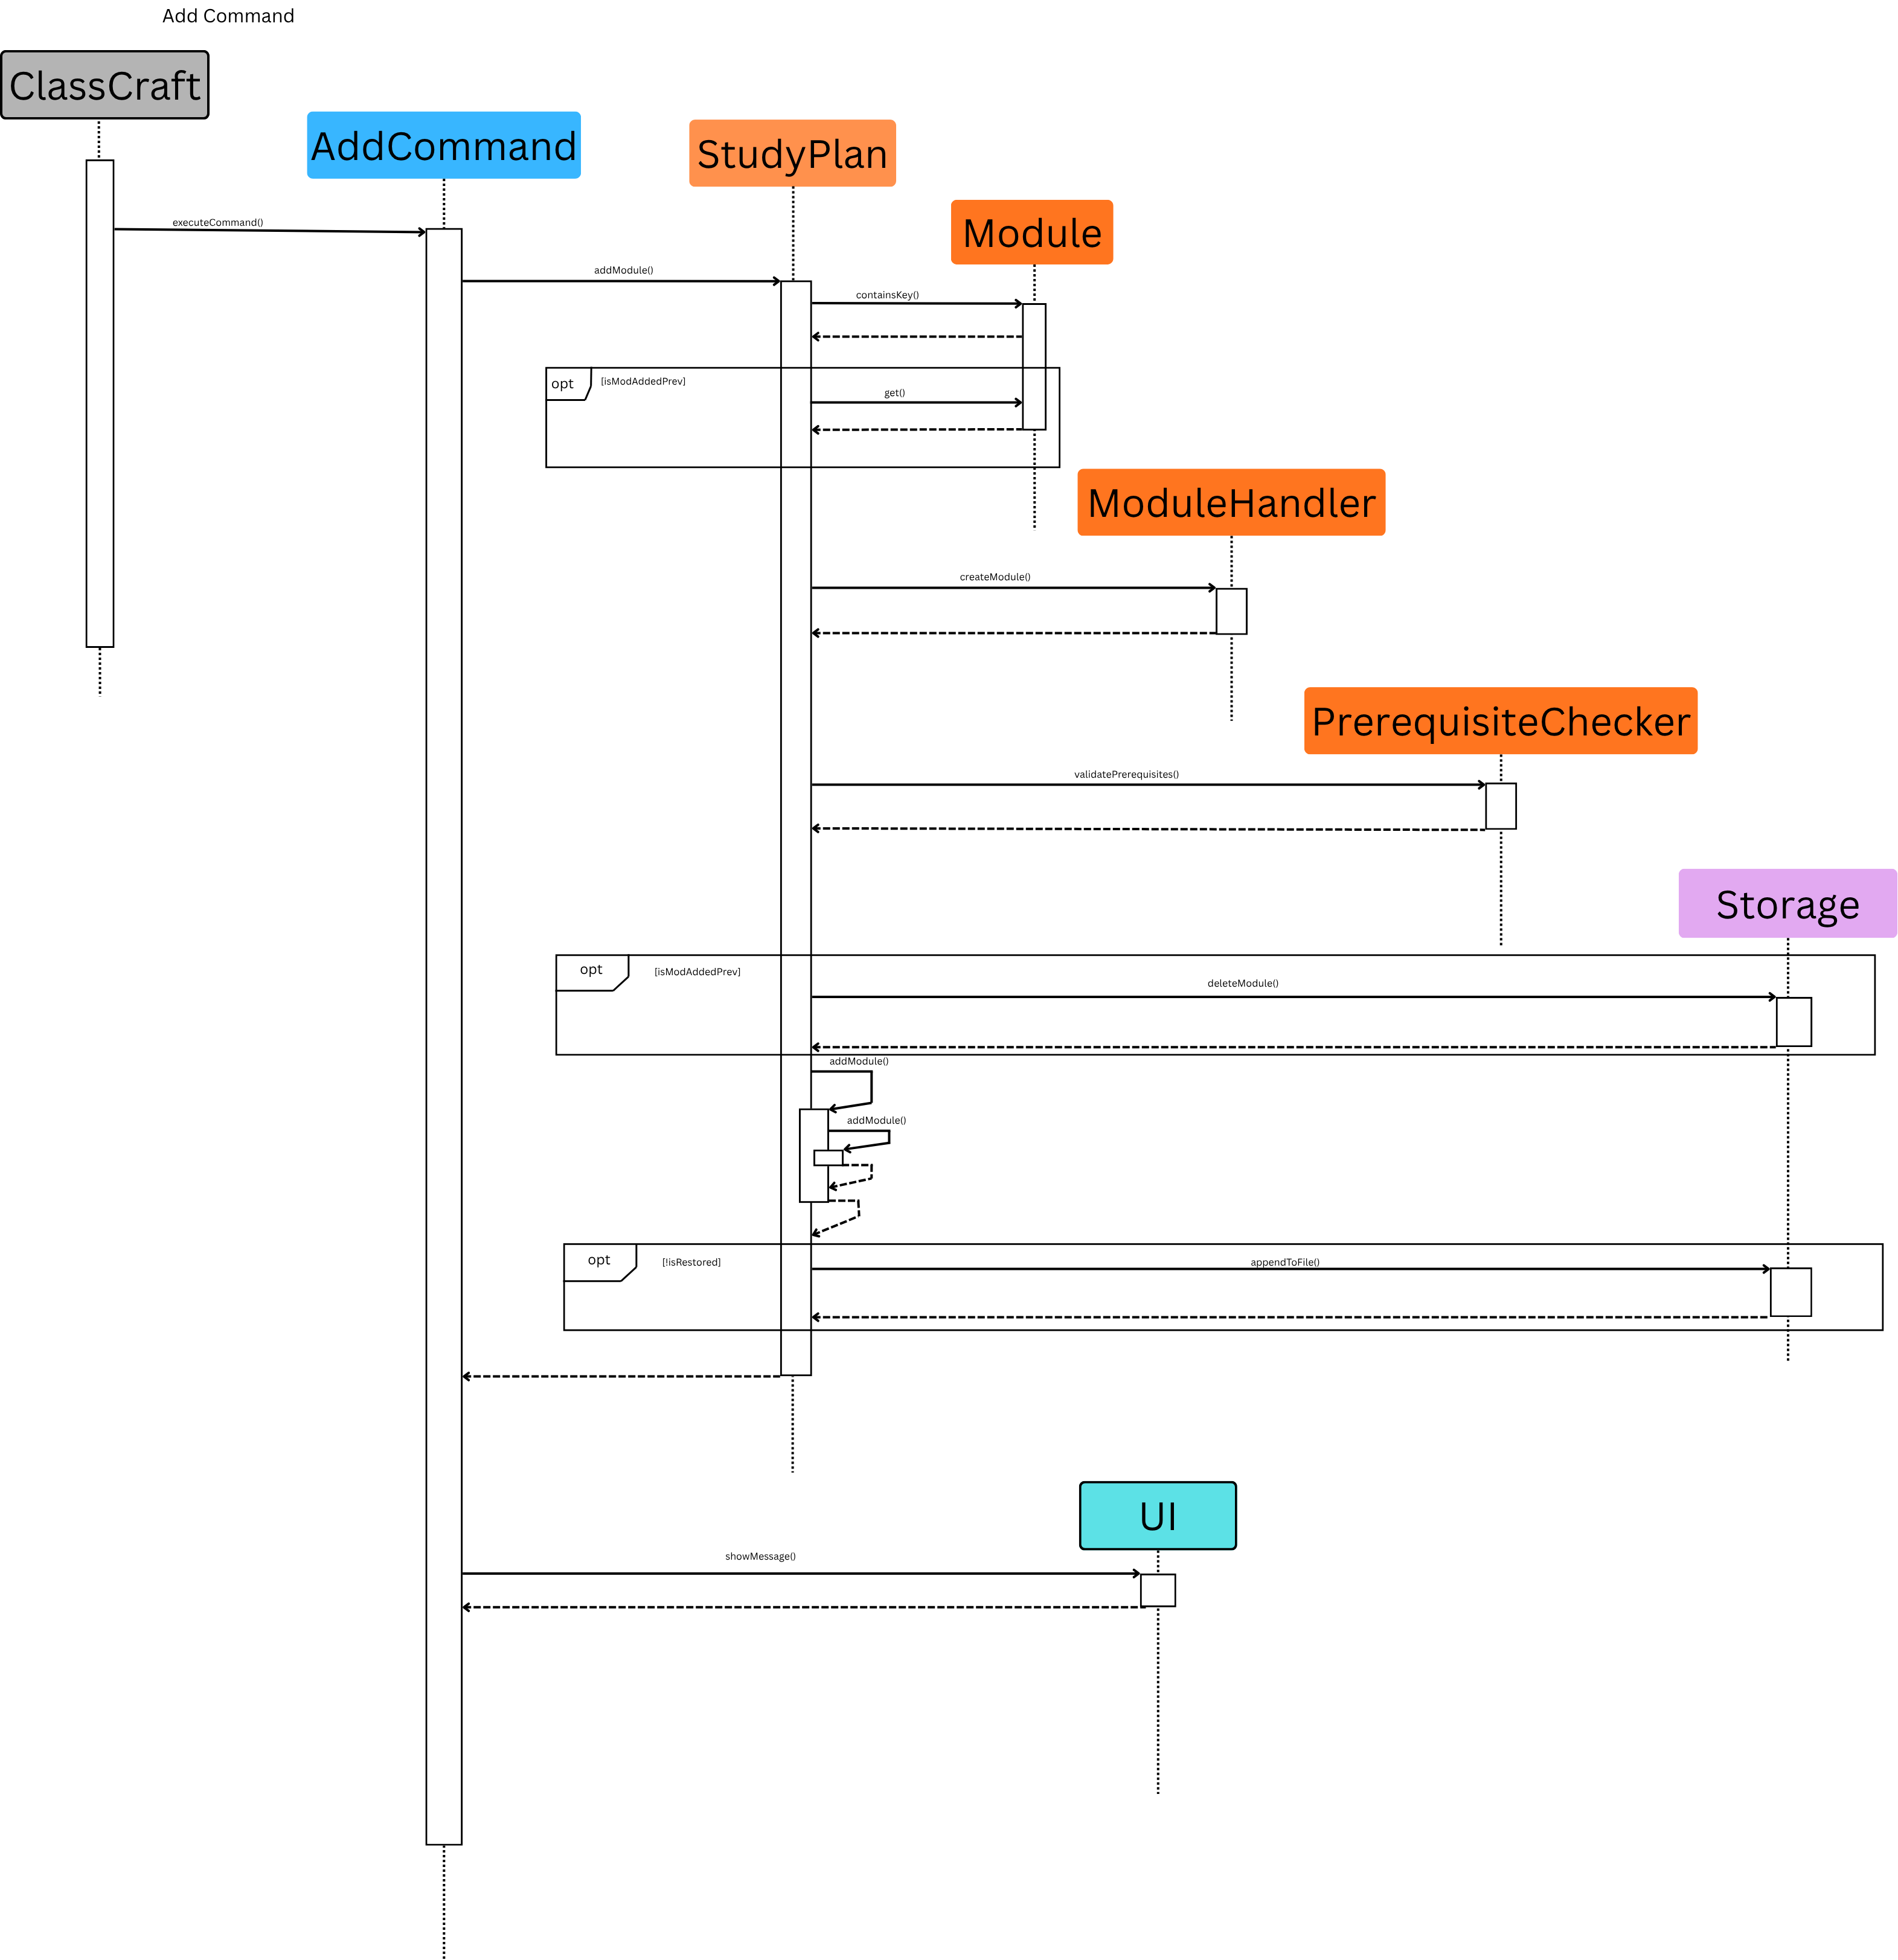 Add Command
ClassCraft
AddCommand
StudyPlan
Module
executeCommand()
addModule()
containsKey()
opt
[isModAddedPrev]
get()
ModuleHandler
createModule()
PrerequisiteChecker
validatePrerequisites()
Storage
opt
[isModAddedPrev]
deleteModule()
addModule()
addModule()
opt
[!isRestored]
appendToFile()
UI
showMessage()